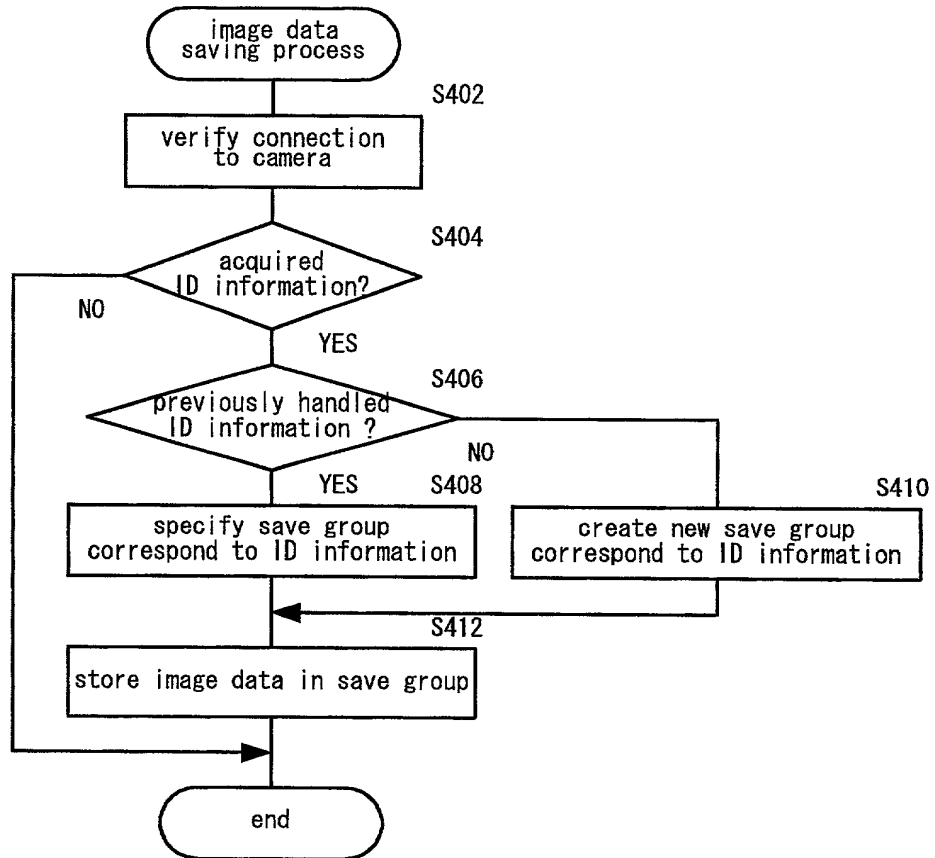 image data
saving process
S402
verify connection
to camera
S404
acquired
ID information?
NO
YES
S406
previously handled
ID information ?
NO
YES
S408
S410
specify save group
correspond to ID information
create new save group
correspond to ID information
S412
store image data in save group
end